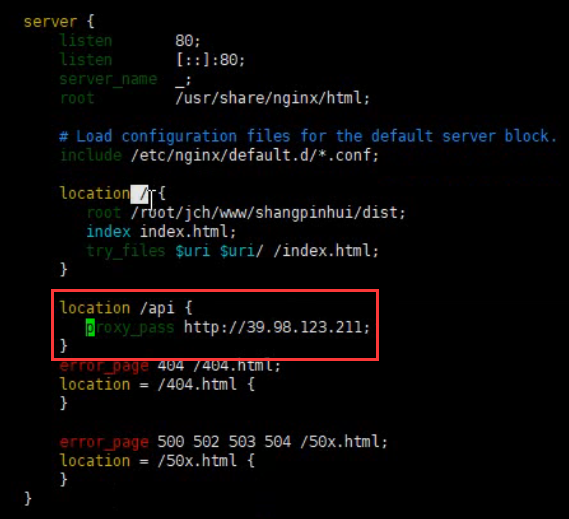 server {
listen 80;
listen [::]:80;
server_name _;
root /usr/share/nginx/html;
# Load configuration files for the default server block.
include /etc/nginx/default.d/*.conf;
location / {
root /root/jch/www/shangpinhui/dist;
index index.html;
try_files $uri $uri/ /index.html;
}
location /api {
proxy_pass http://39.98.123.211;
}
error_page 404 /404.html;
location = /404.html {
}
error_page 500 502 503 504 /50x.html;
location = /50x.html {
}
}